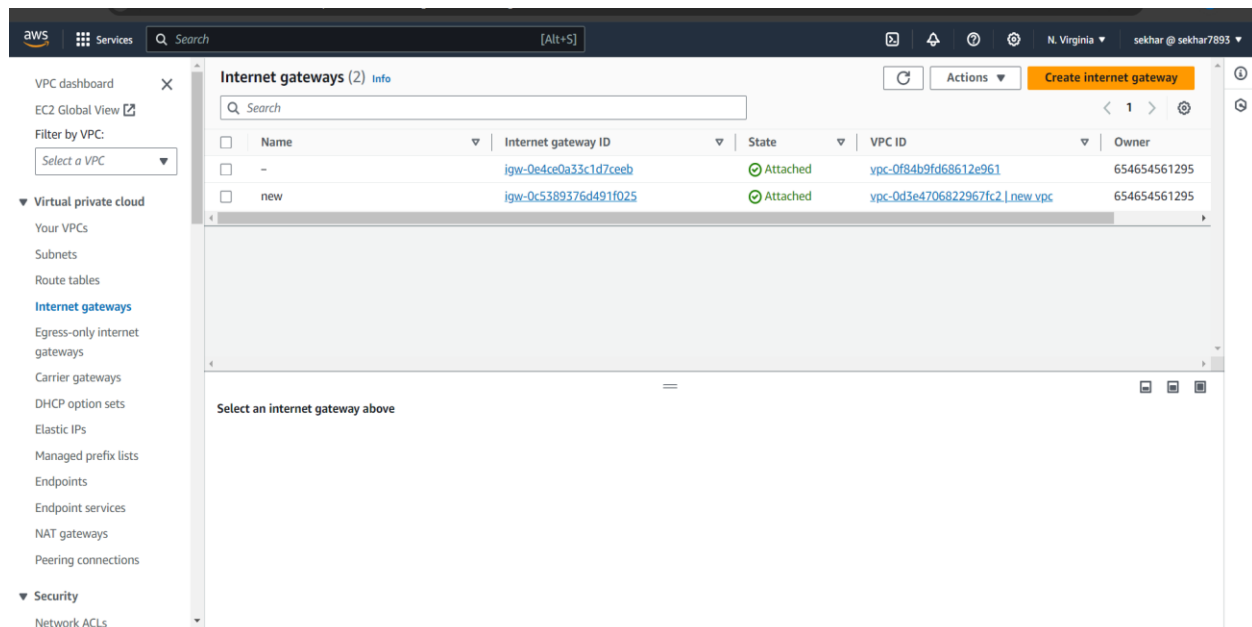 aws Services Search [Alt+S] N. Virginia sekhar @ sekhar7893
VPC dashboard
EC2 Global View
Filter by VPC:
Select a VPC
Virtual private cloud
Your VPCs
Subnets
Route tables
Internet gateways
Egress-only internet
gateways
Carrier gateways
DHCP option sets
Elastic IPs
Managed prefix lists
Endpoints
Endpoint services
NAT gateways
Peering connections
Security
Network ACLs
Internet gateways (2) Info Actions Create internet gateway
Search 1
Name Internet gateway ID State VPC ID Owner
– igw-0e4ce0a33c1d7ceeb Attached vpc-0f84b9fd68612e961 654654561295
new igw-0c5389376d491f025 Attached vpc-0d3e4706822967fc2 | new vpc 654654561295
Select an internet gateway above